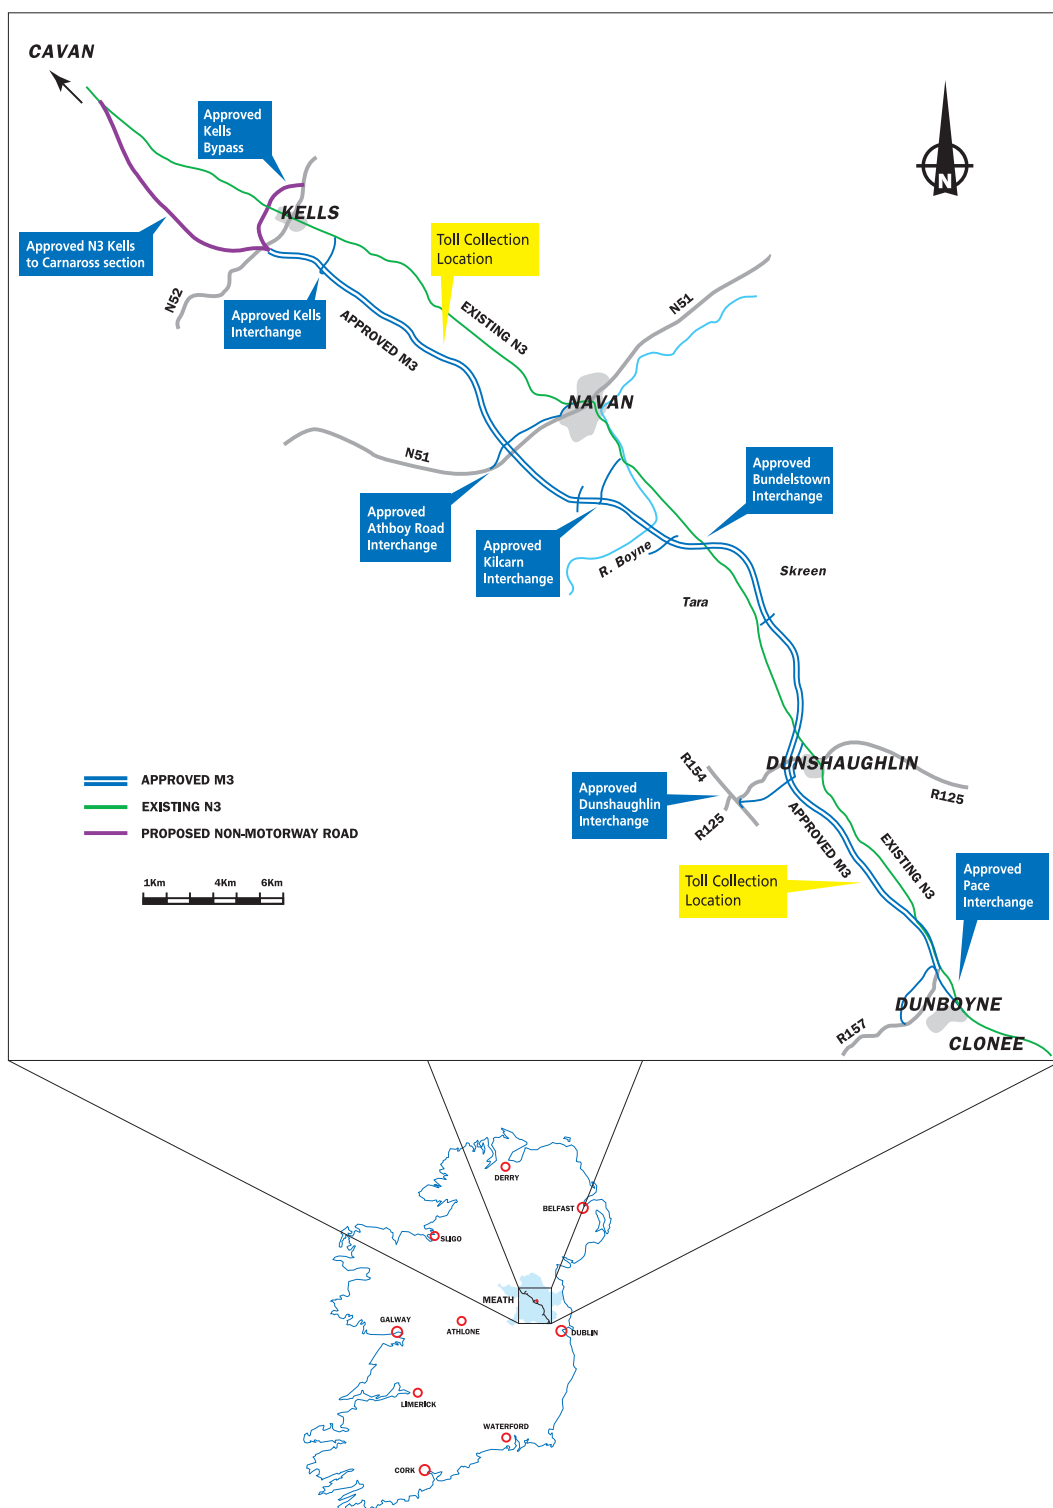 CAVAN
Approved
Kells
Bypass
N
KELLS
Toll Collection
Location
Approved N3 Kells
to Carnaross section
N52
Approved Kells
Interchange
APPROVED M3
EXISTING N3
N51
NAVAN
N51
Approved
Bundelstown
Interchange
Approved
Athboy Road
Interchange
Approved
Kilcarn
Interchange
R. Boyne
Skreen
Tara
APPROVED M3
EXISTING N3
PROPOSED NON-MOTORWAY ROAD
1Km 4Km 6Km
R154
DUNSHAUGHLIN
Approved
Dunshaughlin
Interchange
R125
R125
APPROVED M3
EXISTING N3
Toll Collection
Location
Approved
Pace
Interchange
DUNBOYNE
R157
CLONEE
DERRY
BELFAST
SLIGO
MEATH
GALWAY
ATHLONE
DUBLIN
LIMERICK
WATERFORD
CORK